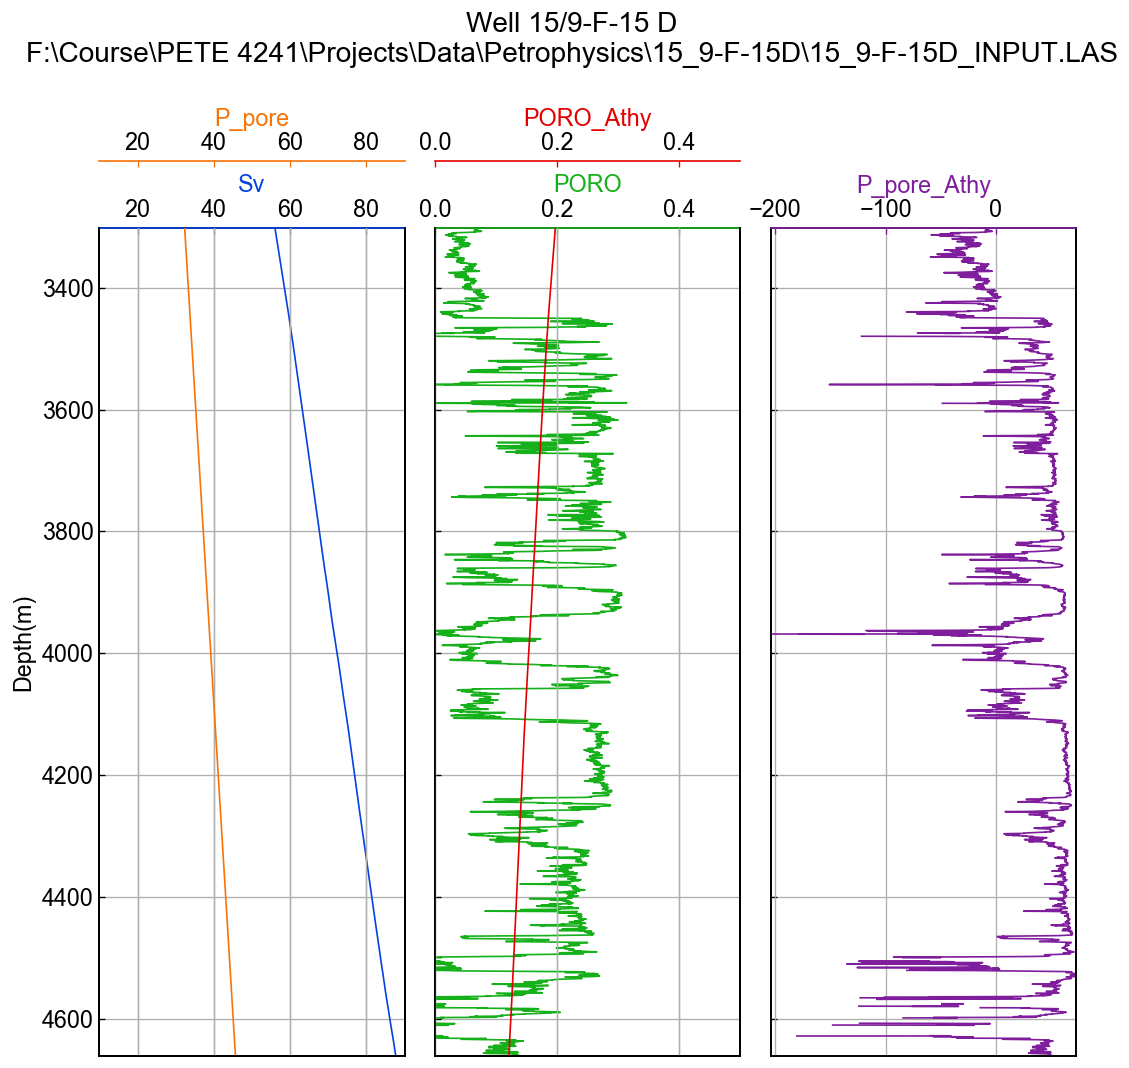 Well 15/9-F-15 D
F:\Course\PETE 4241\Projects\Data\Petrophysics\15_9-F-15D\15_9-F-15D_INPUT.LAS
P_pore PORO_Athy
20 40 60 80 0.0 0.2 0.4
Sv PORO P_pore_Athy
20 40 60 80 0.0 0.2 0.4 −200 −100 0
3400
3600
3800
Depth(m)
4000
4200
4400
4600